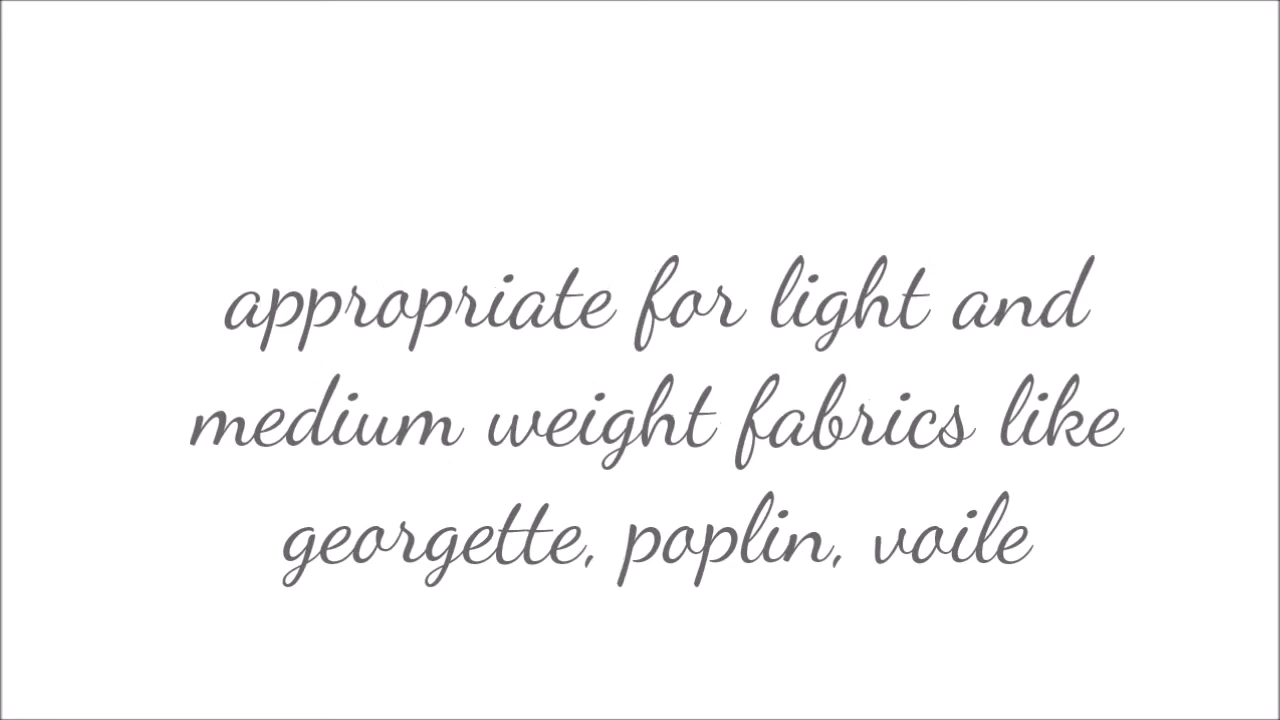 appropriate for light and
medium weight fabrics like
georgette, poplin, voile